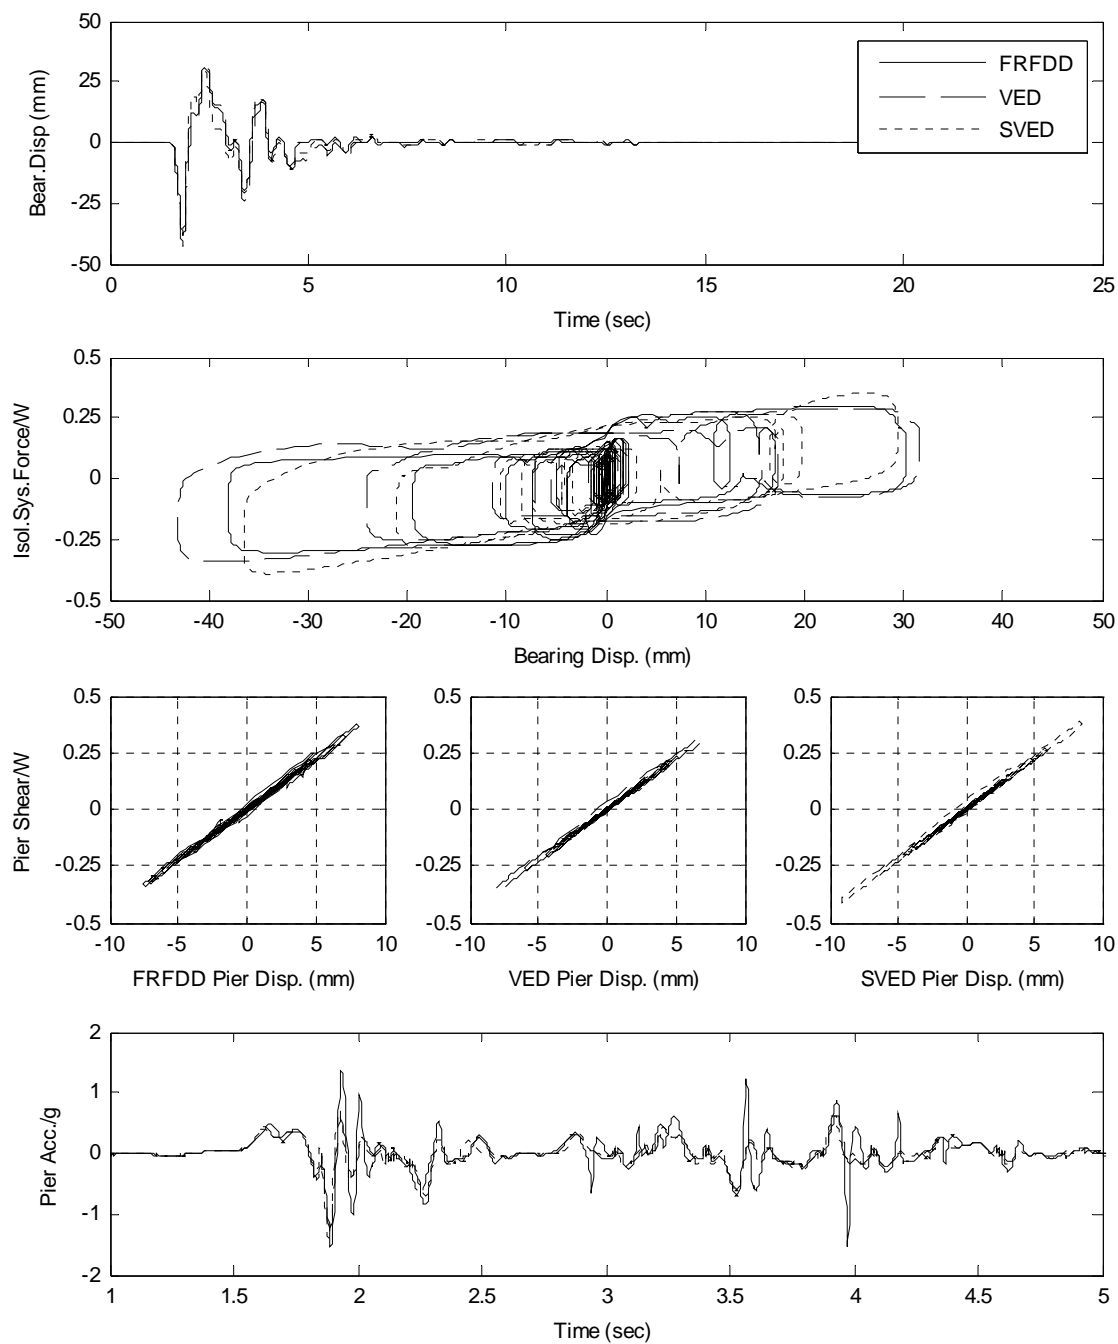 50
25
0
-25
-50
Bear.Disp (mm)
FRFDD
VED
SVED
0 5 10 15 20 25
Time (sec)
0.5
0.25
0
-0.25
-0.5
Isol.Sys.Force/W
-50 -40 -30 -20 -10 0 10 20 30 40 50
Bearing Disp. (mm)
0.5 0.5 0.5
0.25 0.25 0.25
0 0 0
-0.25 -0.25 -0.25
-0.5 -0.5 -0.5
Pier Shear/W
-10 -5 0 5 10 -10 -5 0 5 10 -10 -5 0 5 10
FRFDD Pier Disp. (mm) VED Pier Disp. (mm) SVED Pier Disp. (mm)
2
1
0
-1
-2
Pier Acc./g
1 1.5 2 2.5 3 3.5 4 4.5 5
Time (sec)